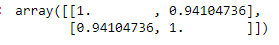 : array([[1.        , 0.94104736],
       [0.94104736, 1.        ]])